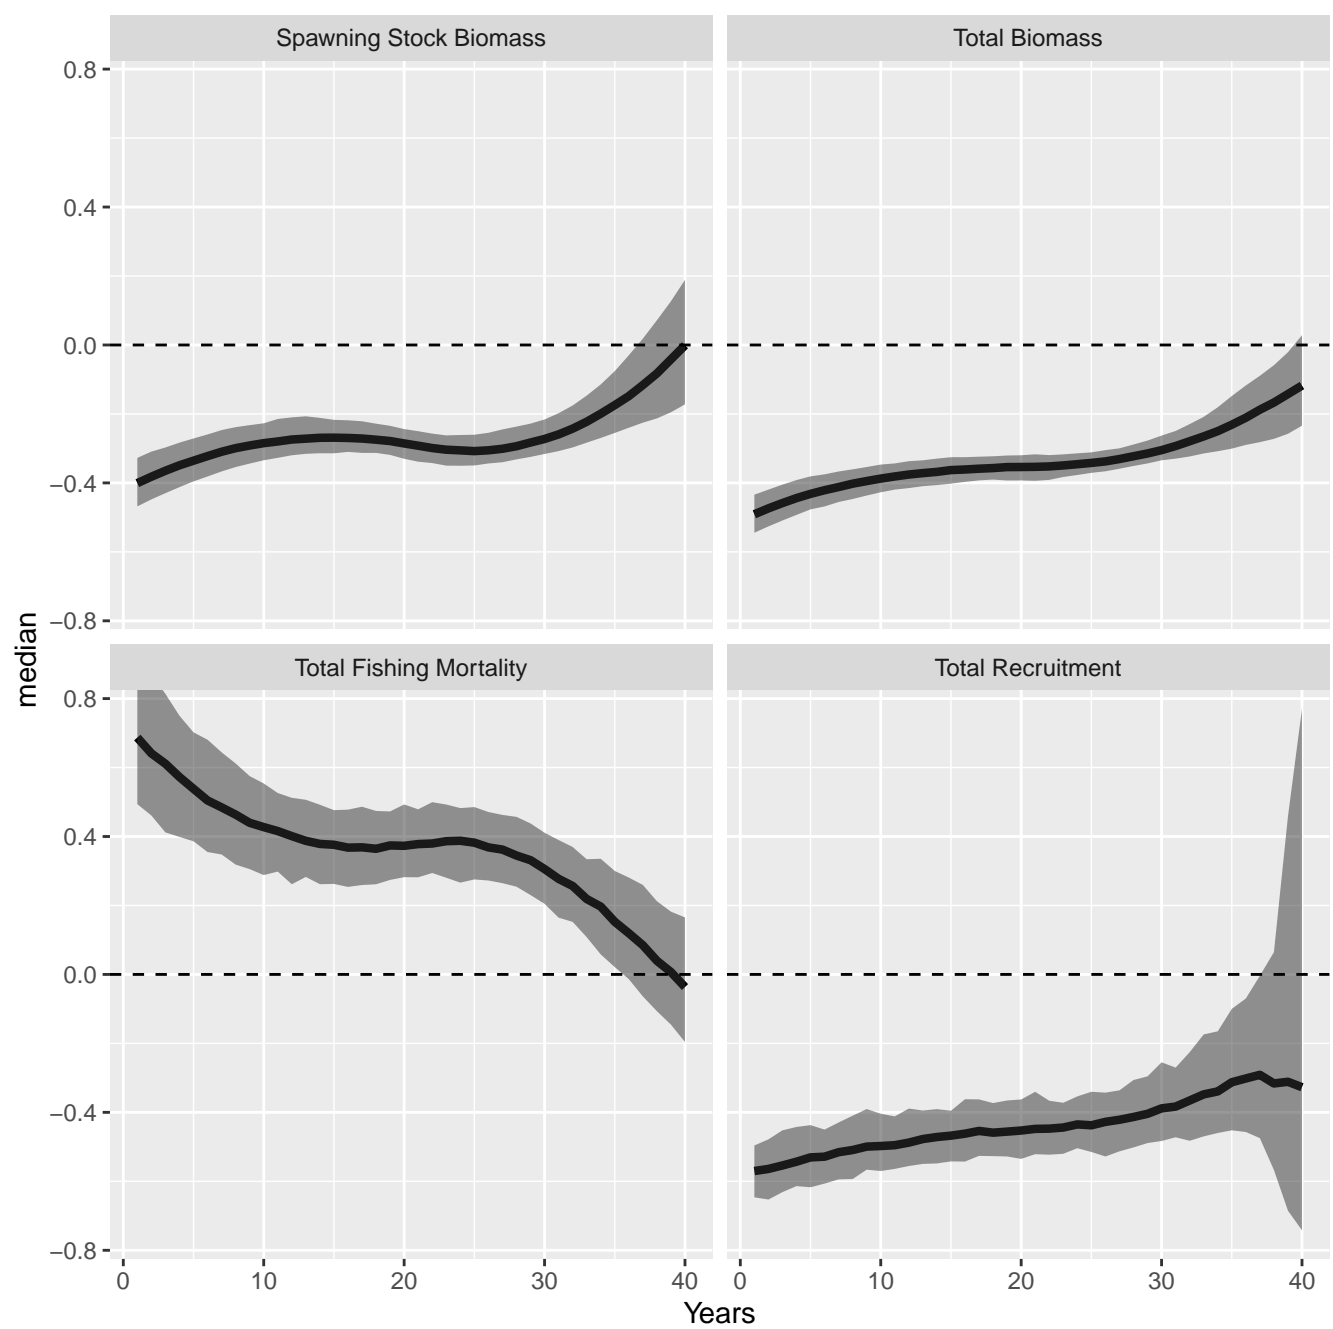 Spawning Stock Biomass
Total Biomass
0.8
0.4
0.0
−0.4
−0.8
median
Total Fishing Mortality
Total Recruitment
0.8
0.4
0.0
−0.4
−0.8
0 10 20 30 40
0 10 20 30 40
Years